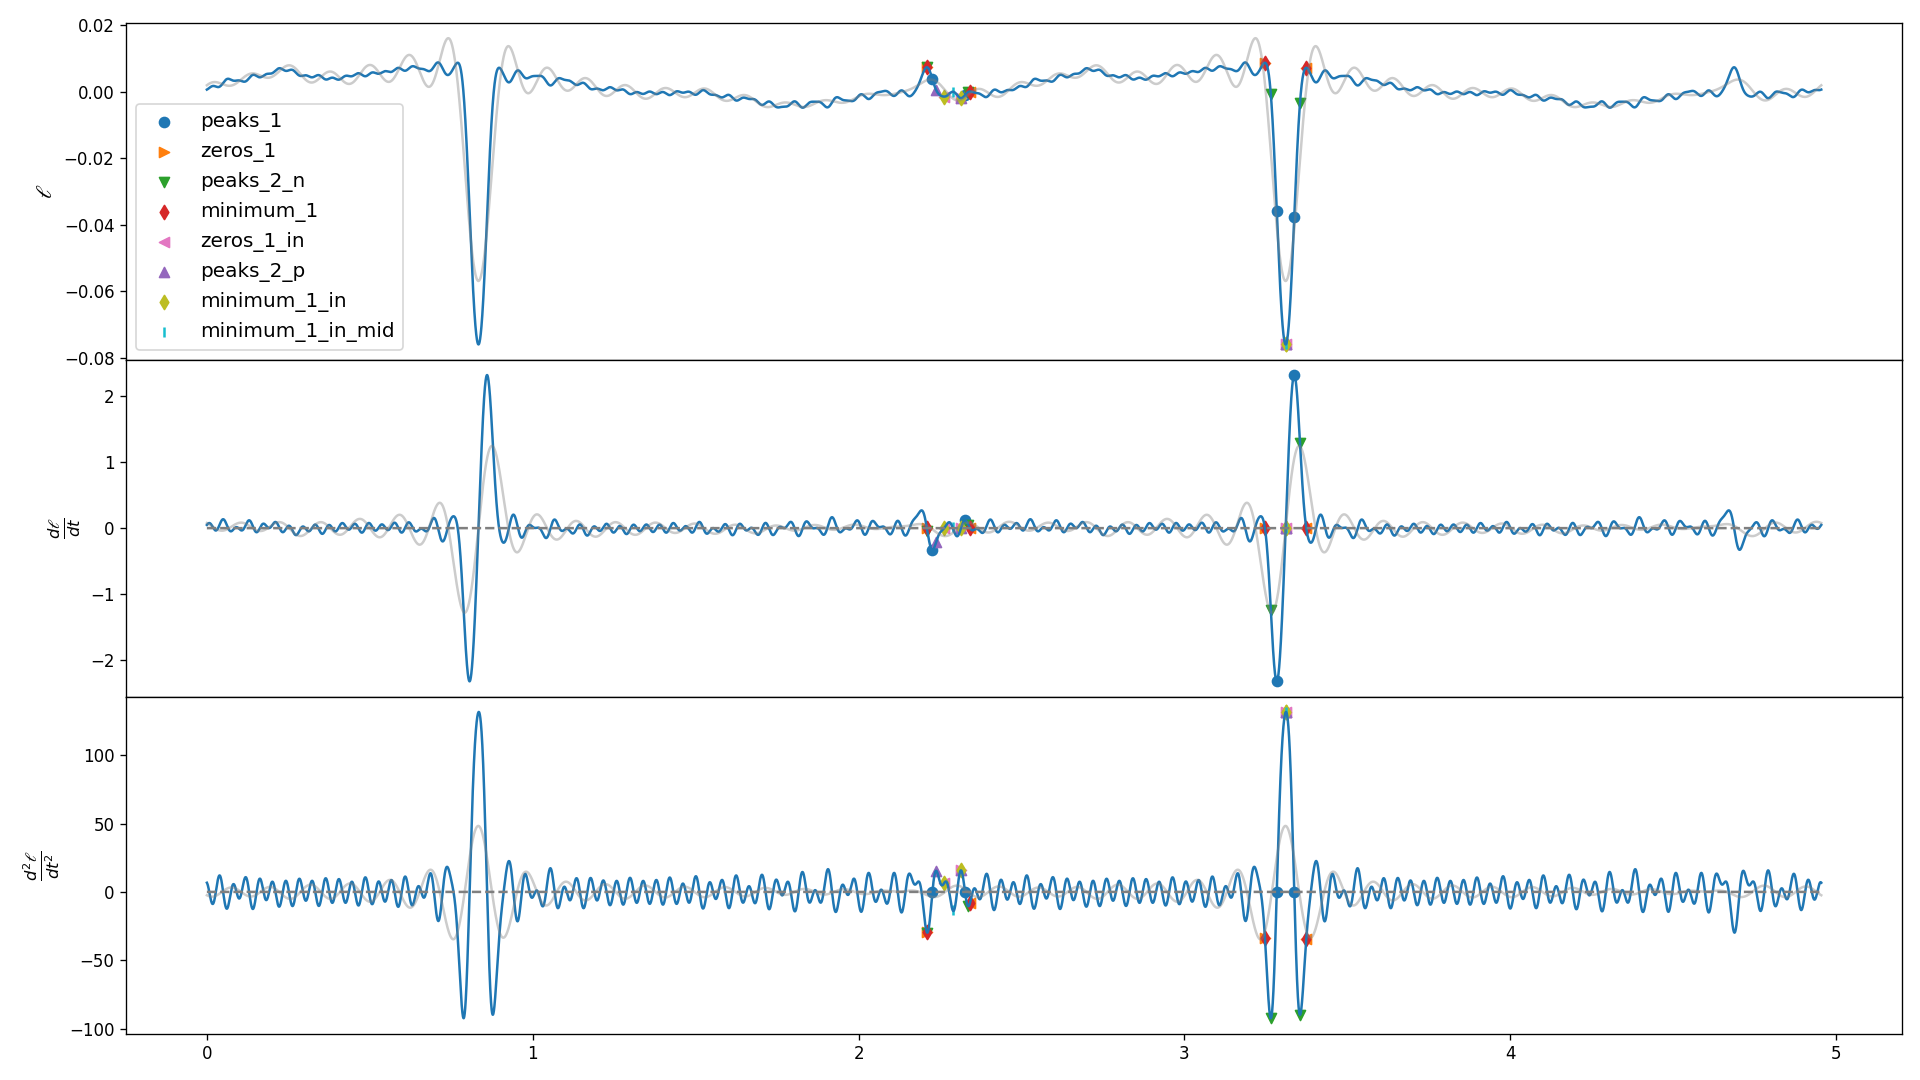 0.02
0.00
−0.02
−0.04
−0.06
−0.08
ℓ
peaks_1
zeros_1
peaks_2_n
minimum_1
zeros_1_in
peaks_2_p
minimum_1_in
minimum_1_in_mid
2
1
0
−1
−2
dℓ
dt
100
50
0
−50
−100
d²ℓ
dt²
0 1 2 3 4 5